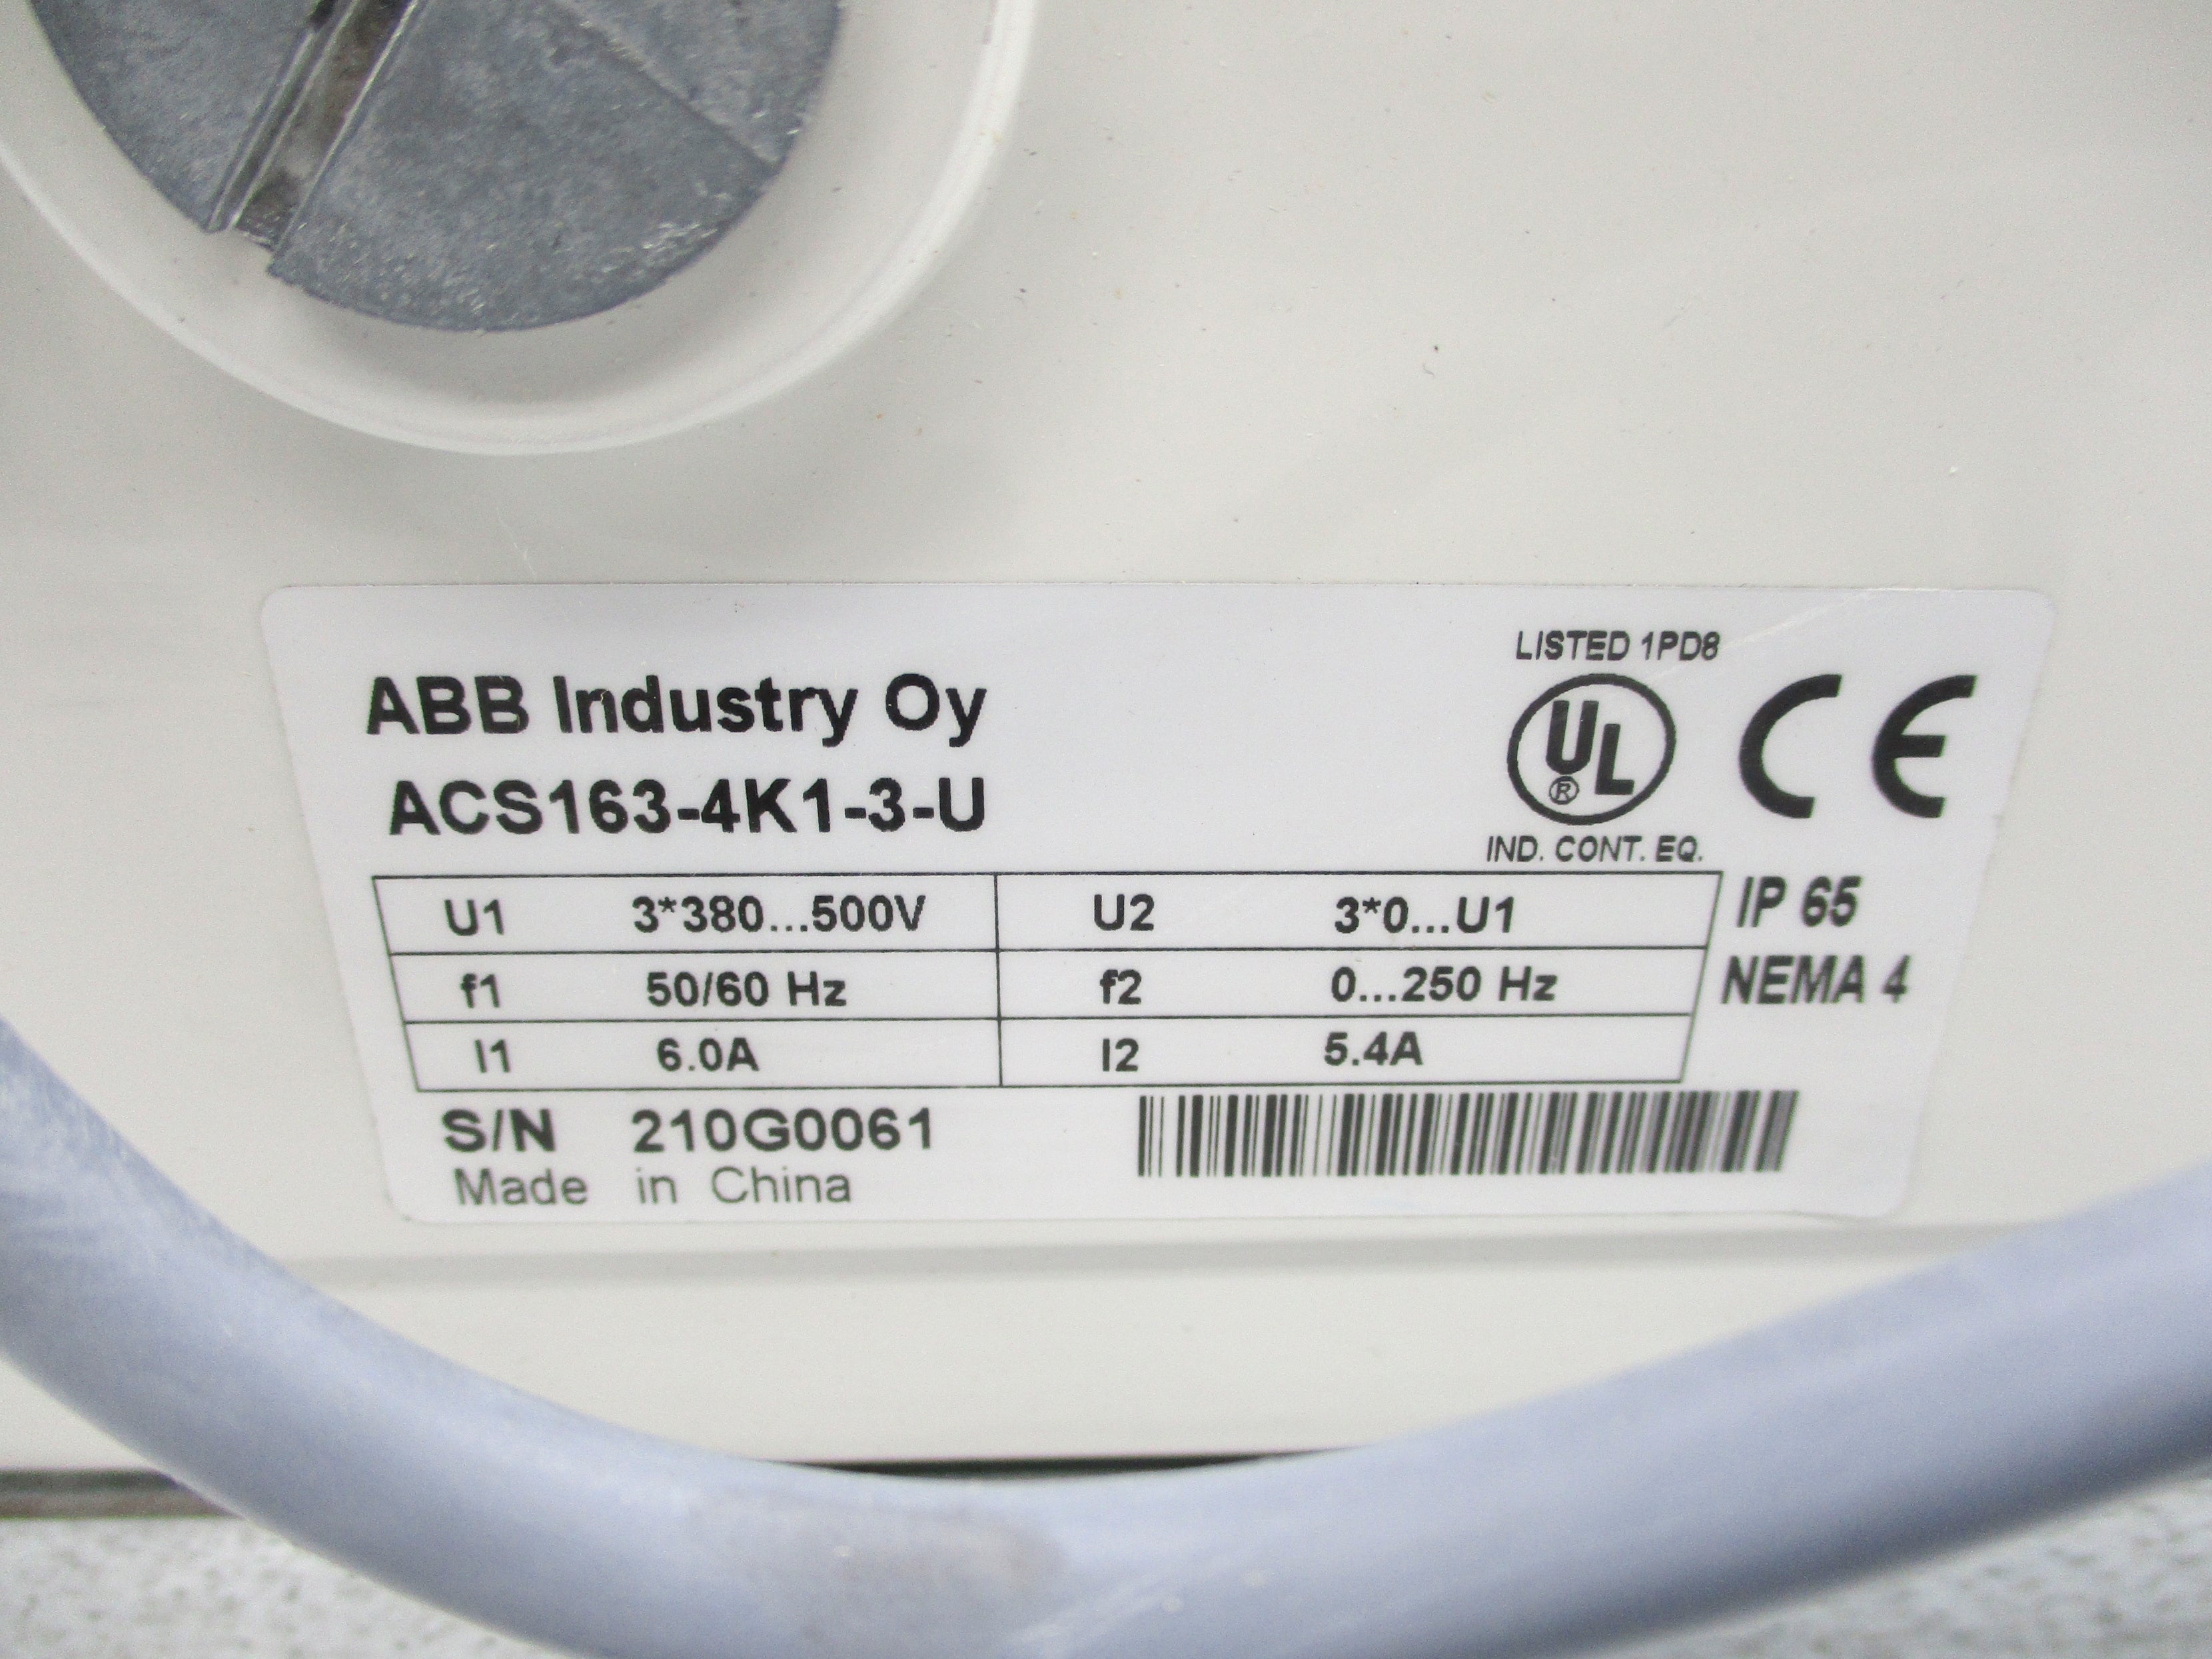 LISTED 1PD8
ABB Industry Oy
UL ® CE
ACS163-4K1-3-U
IND. CONT. EQ.
U1 3*380...500V U2 3*0...U1 IP 65
f1 50/60 Hz f2 0...250 Hz NEMA 4
I1 6.0A I2 5.4A
S/N 210G0061
Made in China